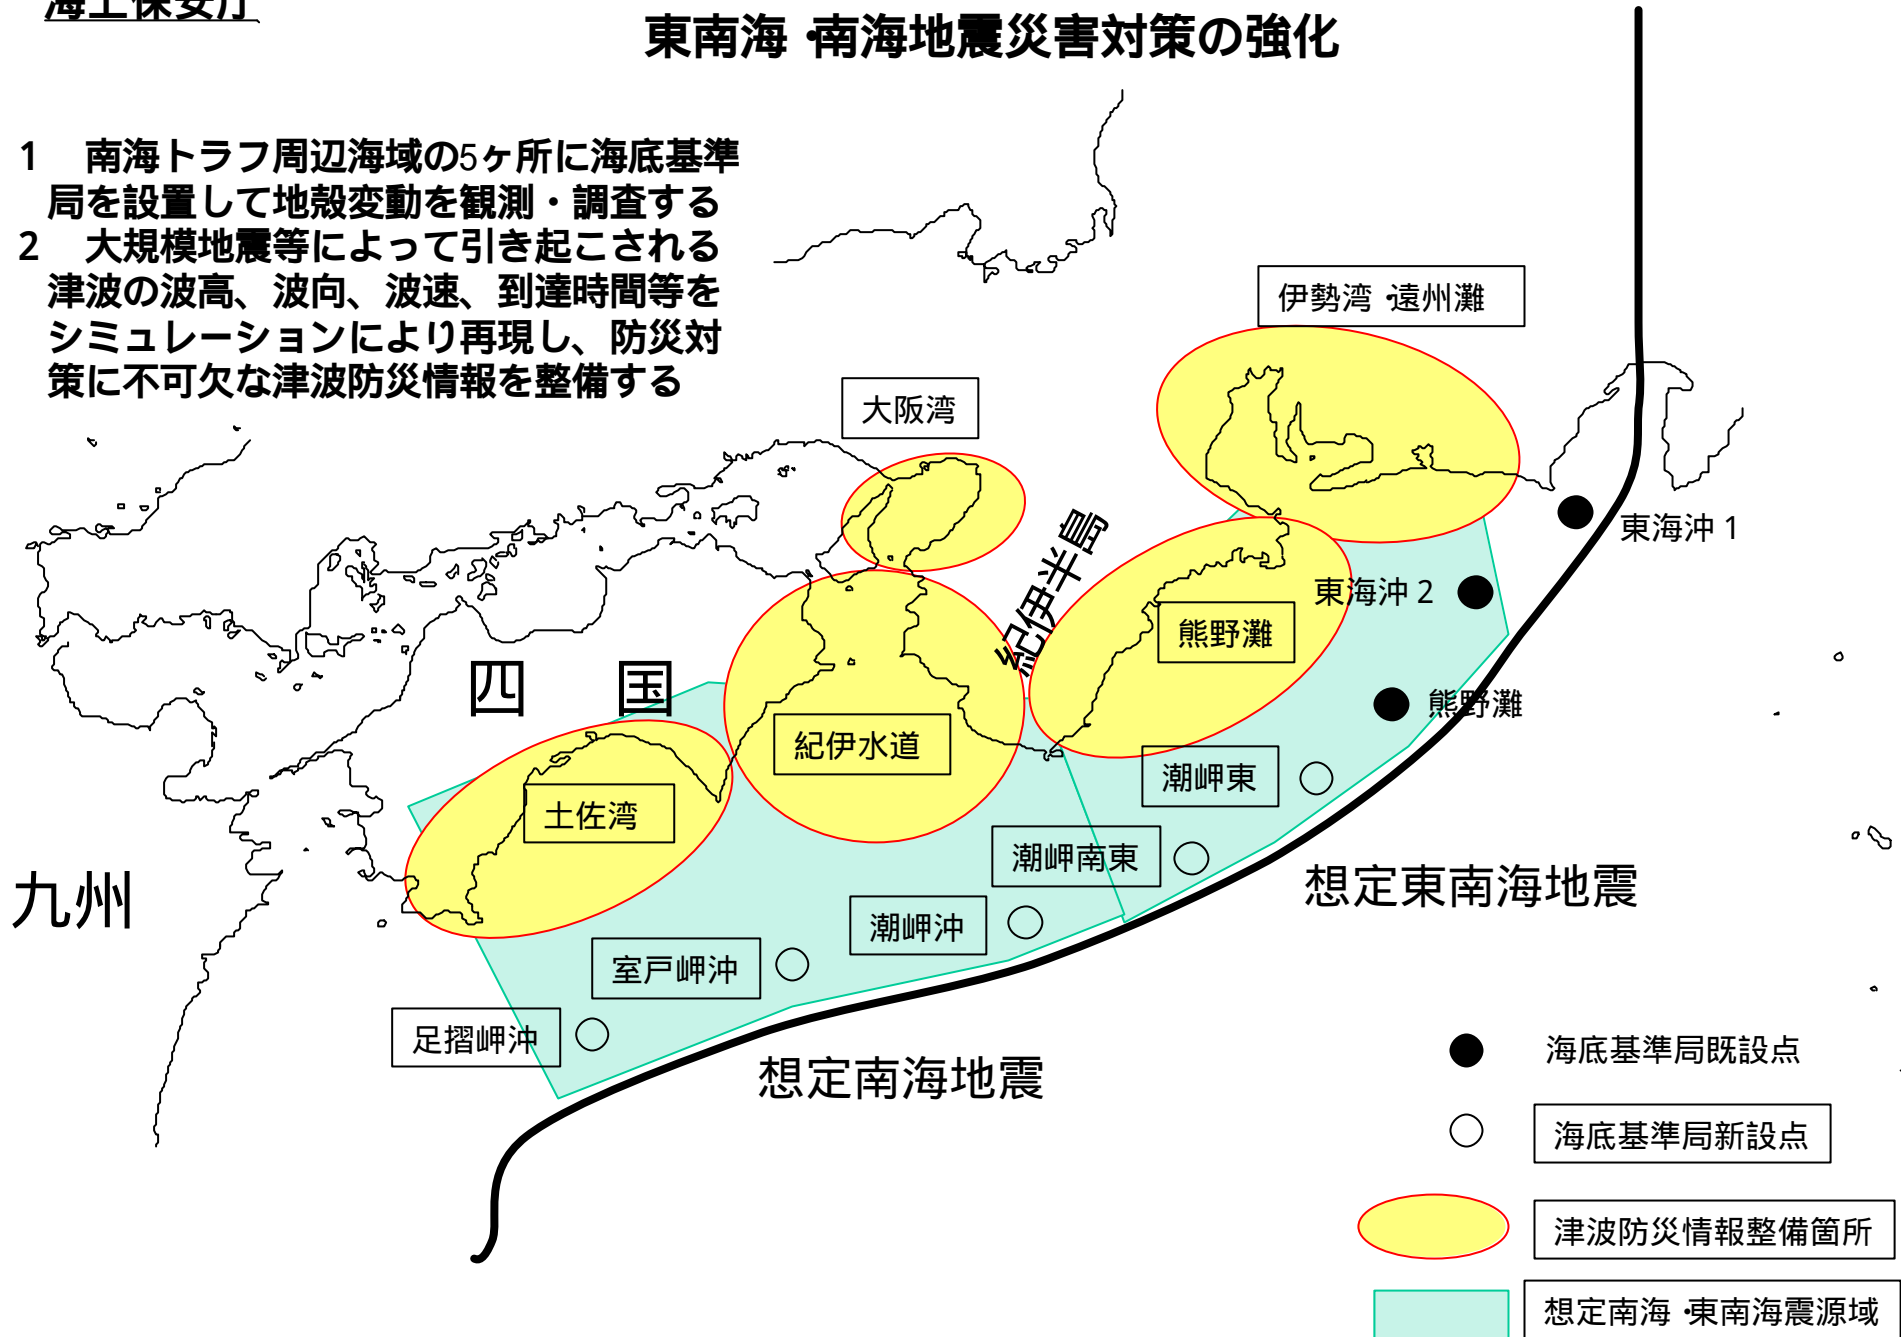 海上保安庁
東南海・南海地震災害対策の強化
1 南海トラフ周辺海域の5ヶ所に海底基準
局を設置して地殻変動を観測・調査する
2 大規模地震等によって引き起こされる
津波の波高、波向、波速、到達時間等を
シミュレーションにより再現し、防災対
策に不可欠な津波防災情報を整備する
伊勢湾・遠州灘
大阪湾
紀伊半島
東海沖1
東海沖2
熊野灘
熊野灘
四国
紀伊水道
潮岬東
土佐湾
潮岬南東
九州
想定東南海地震
潮岬沖
室戸岬沖
足摺岬沖
想定南海地震
海底基準局既設点
海底基準局新設点
津波防災情報整備箇所
想定南海・東南海震源域